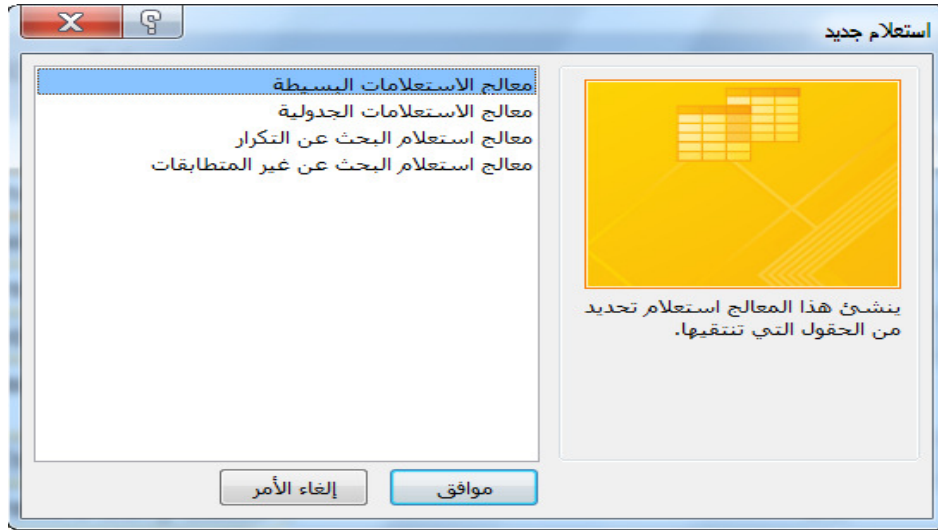 استعلام جديد
معالج الاستعلامات البسيطة
معالج الاستعلامات الجدولية
معالج استعلام البحث عن التكرار
معالج استعلام البحث عن غير المتطابقات
ينشئ هذا المعالج استعلام تحديد
من الحقول التي تنتقيها.
موافق
إلغاء الأمر